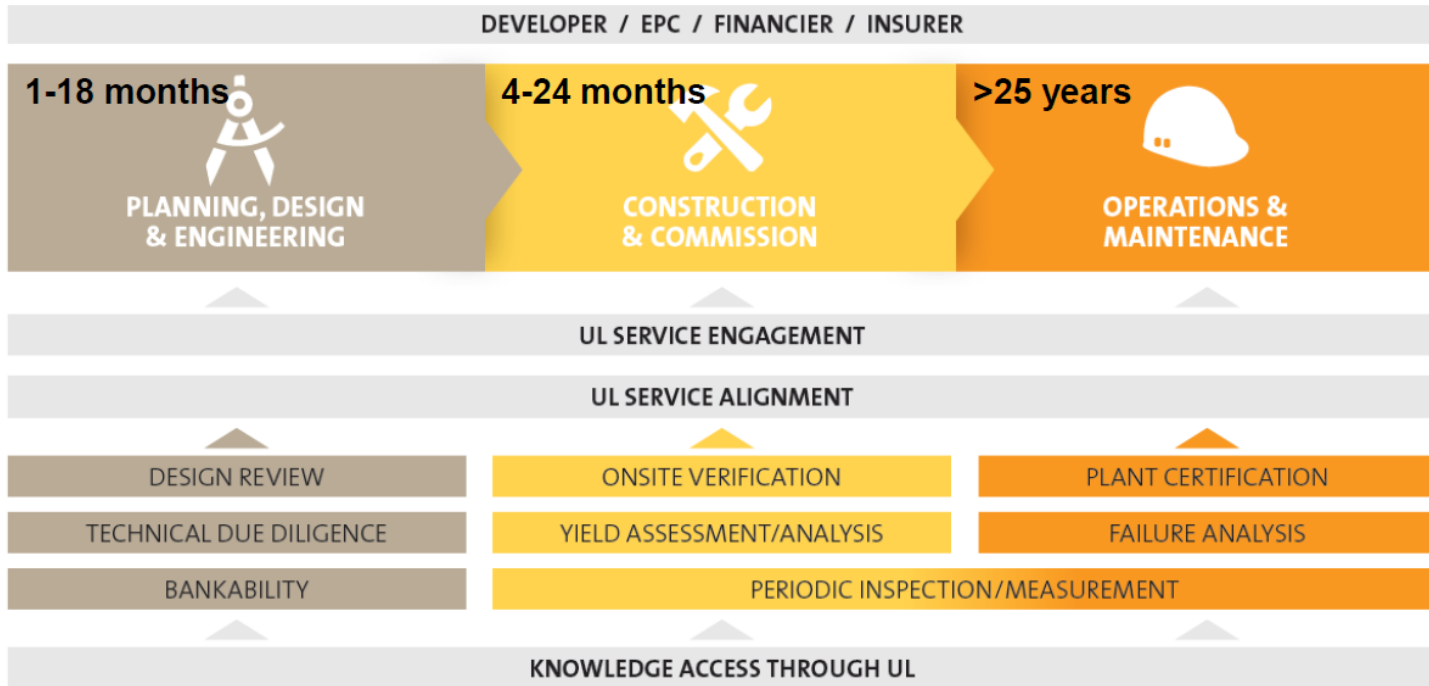 DEVELOPER / EPC / FINANCIER / INSURER
1-18 months
4-24 months
>25 years
PLANNING, DESIGN
& ENGINEERING
CONSTRUCTION
& COMMISSION
OPERATIONS &
MAINTENANCE
UL SERVICE ENGAGEMENT
UL SERVICE ALIGNMENT
DESIGN REVIEW
ONSITE VERIFICATION
PLANT CERTIFICATION
TECHNICAL DUE DILIGENCE
YIELD ASSESSMENT/ANALYSIS
FAILURE ANALYSIS
BANKABILITY
PERIODIC INSPECTION/MEASUREMENT
KNOWLEDGE ACCESS THROUGH UL